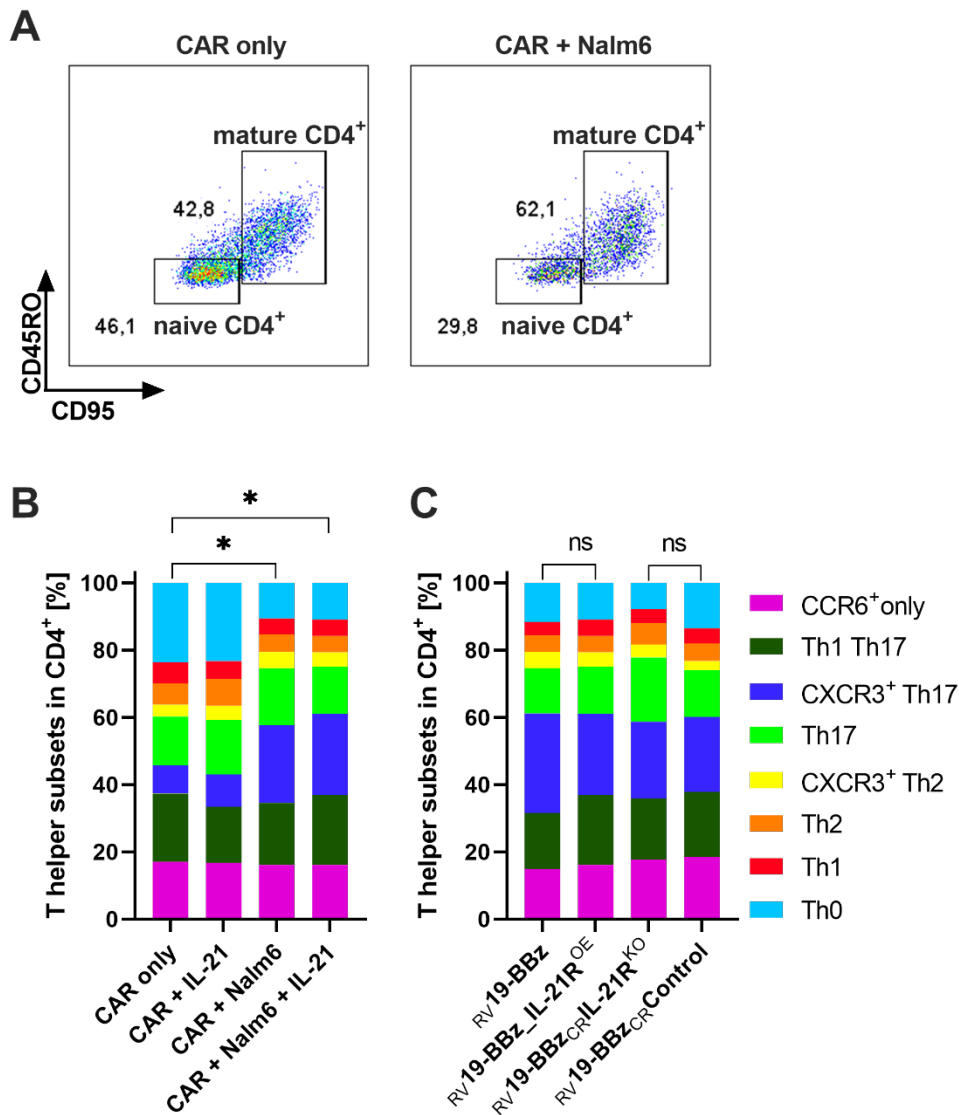 A
CAR only
CAR + Nalm6
mature CD4+
mature CD4+
42,8
62,1
46,1
naive CD4+
29,8
naive CD4+
CD45RO
CD95
B
C
*
*
ns
ns
T helper subsets in CD4+ [%]
100
80
60
40
20
0
CAR only
CAR + IL-21
CAR + Nalm6
CAR + Nalm6 + IL-21
T helper subsets in CD4+ [%]
100
80
60
40
20
0
RV19-BBz
RV19-BBz_IL-21ROE
RV19-BBzCRIL-21RKO
RV19-BBzCRControl
CCR6+only
Th1 Th17
CXCR3+ Th17
Th17
CXCR3+ Th2
Th2
Th1
Th0